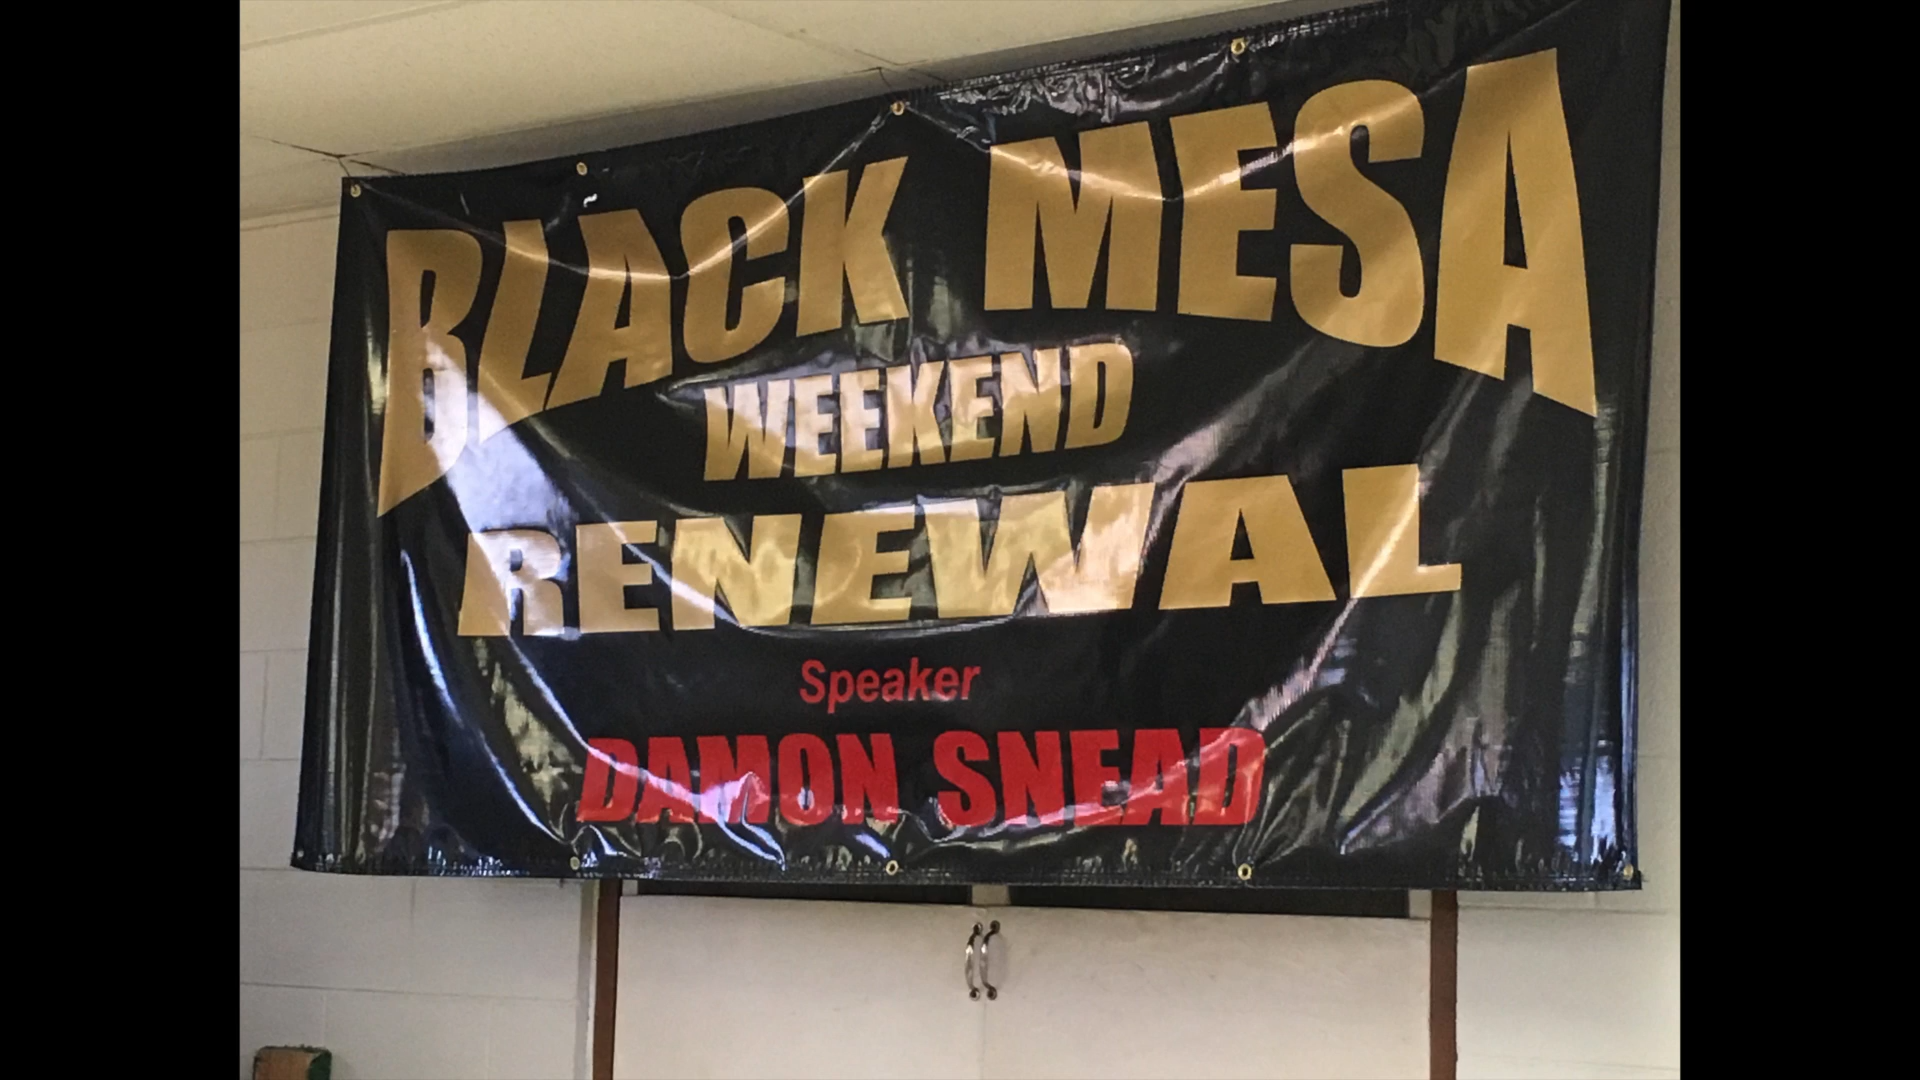 BLACK MESA
WEEKEND
RENEWAL
Speaker
DAMON SNEAD